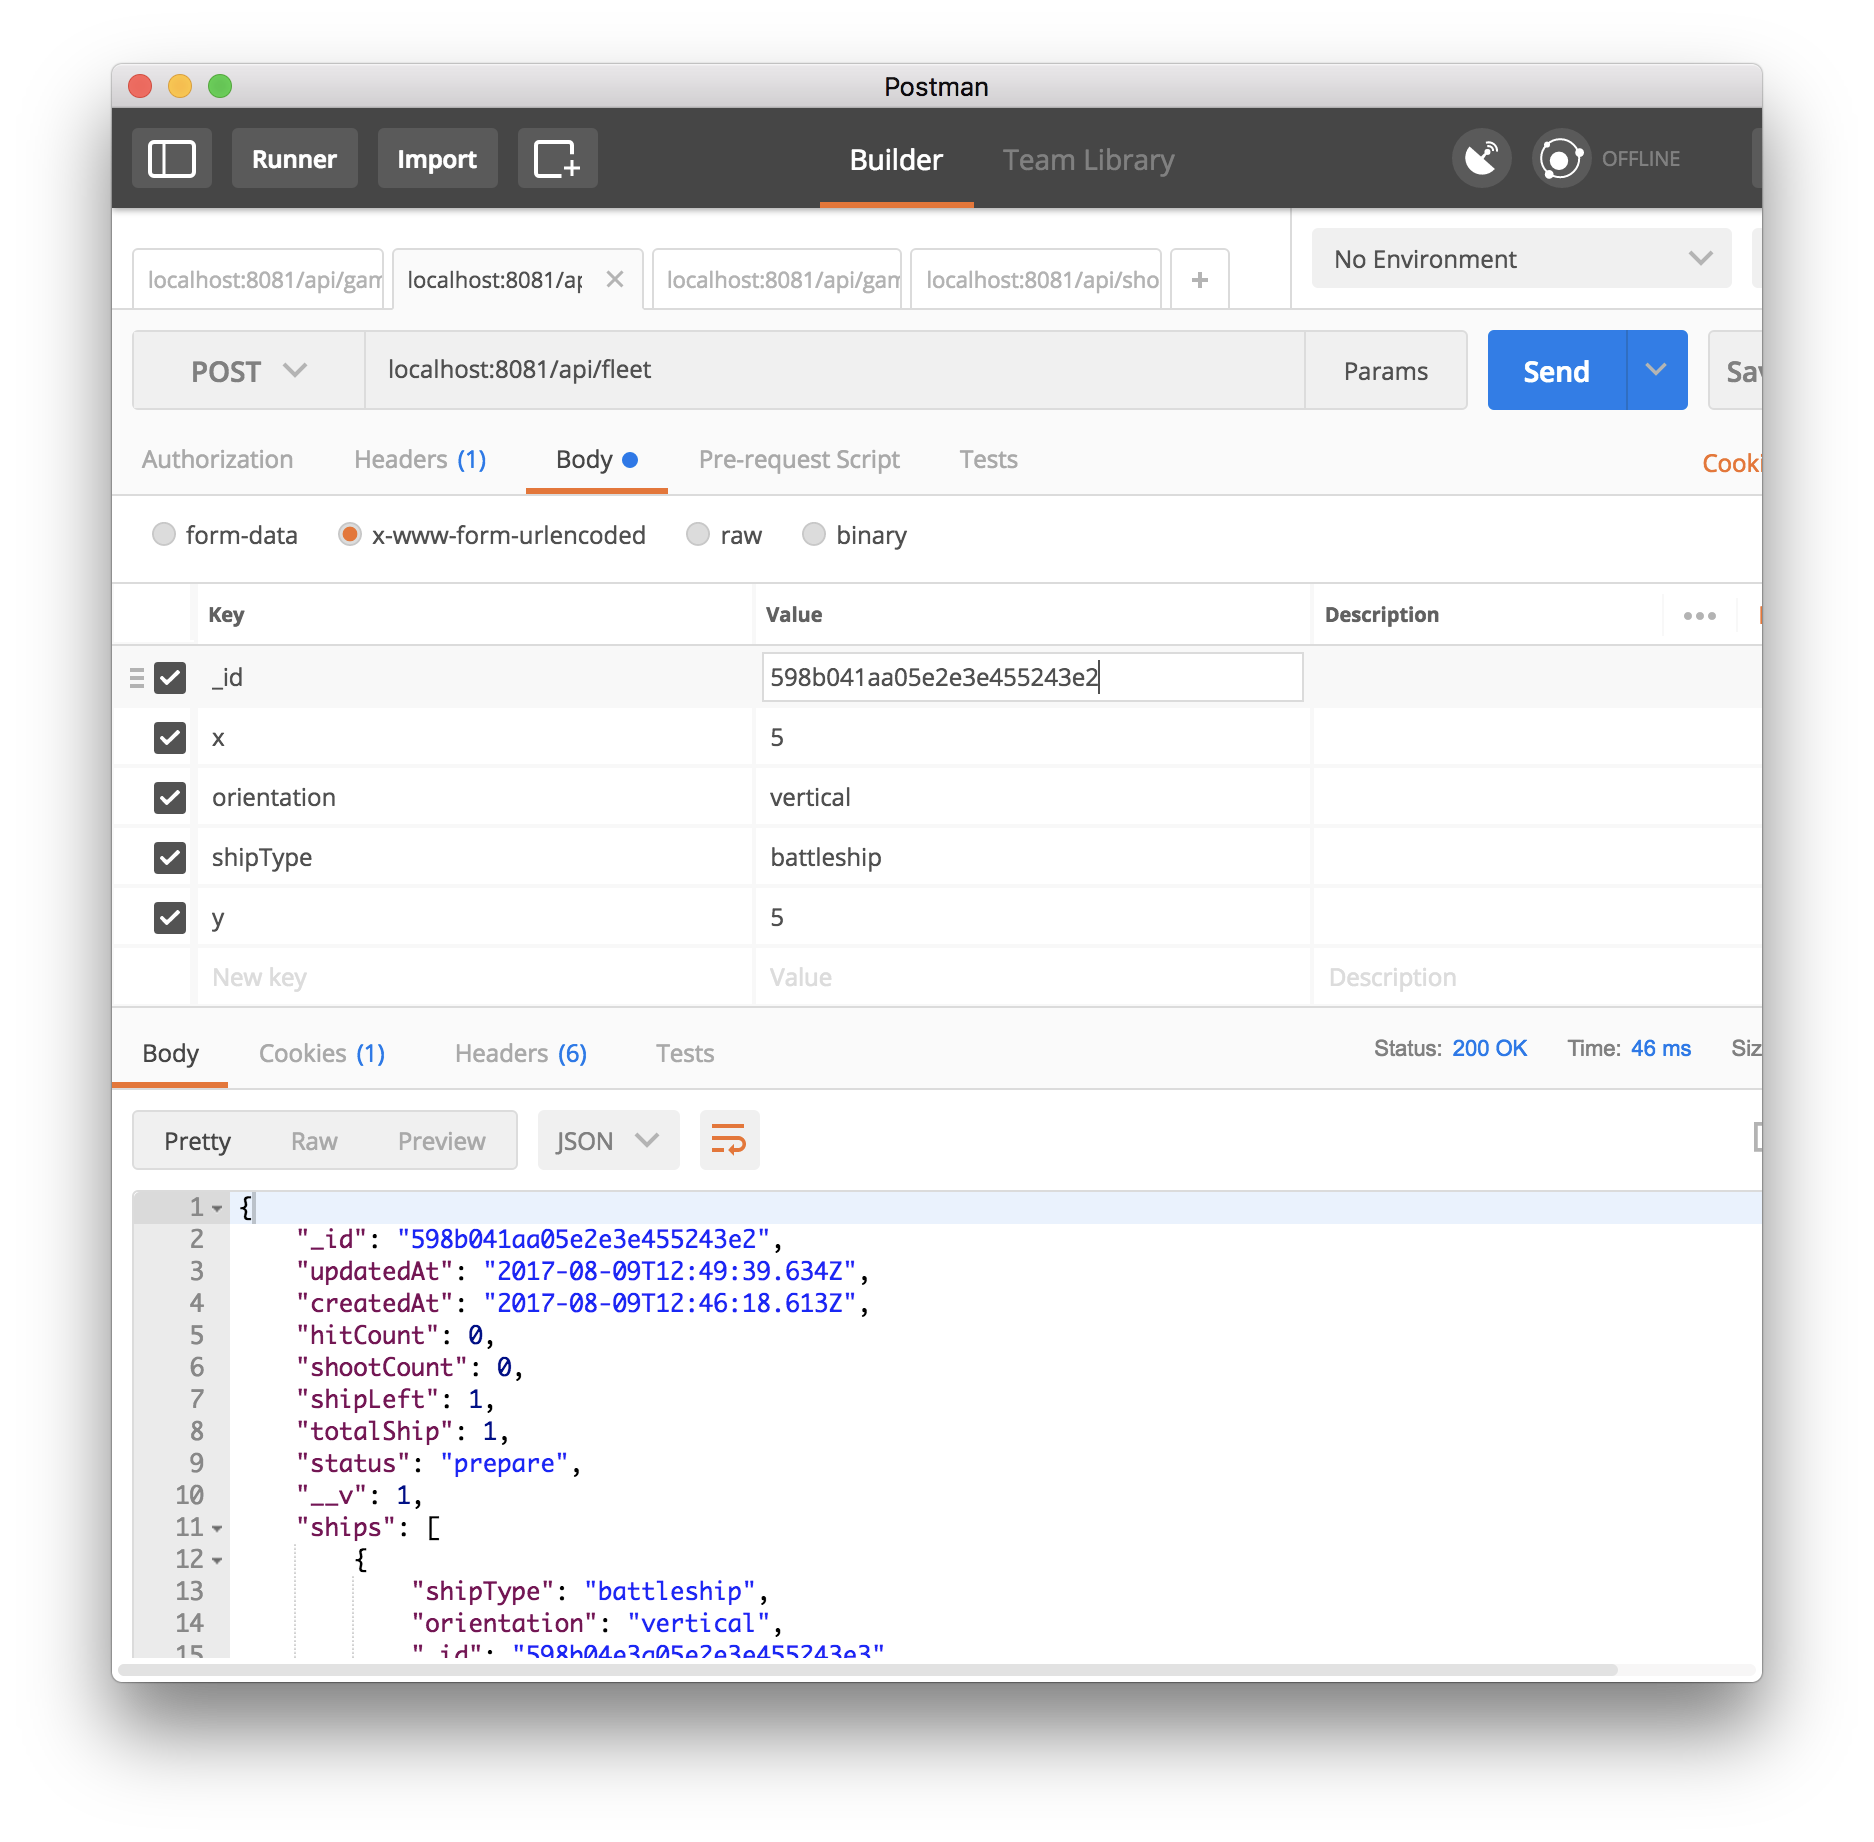 Postman
Runner Import Builder Team Library OFFLINE
localhost:8081/api/gam localhost:8081/ap localhost:8081/api/gam localhost:8081/api/sho + No Environment
POST localhost:8081/api/fleet Params Send Sav
Authorization Headers (1) Body Pre-request Script Tests Cooki
form-data x-www-form-urlencoded raw binary
Key Value Description
_id 598b041aa05e2e3e455243e2
x 5
orientation vertical
shipType battleship
y 5
New key Value Description
Body Cookies (1) Headers (6) Tests Status: 200 OK Time: 46 ms Siz
Pretty Raw Preview JSON
1 {
2 "_id": "598b041aa05e2e3e455243e2",
3 "updatedAt": "2017-08-09T12:49:39.634Z",
4 "createdAt": "2017-08-09T12:46:18.613Z",
5 "hitCount": 0,
6 "shootCount": 0,
7 "shipLeft": 1,
8 "totalShip": 1,
9 "status": "prepare",
10 "__v": 1,
11 "ships": [
12 {
13 "shipType": "battleship",
14 "orientation": "vertical",
15 "_id": "598b04e3a05e2e3e455243e3"